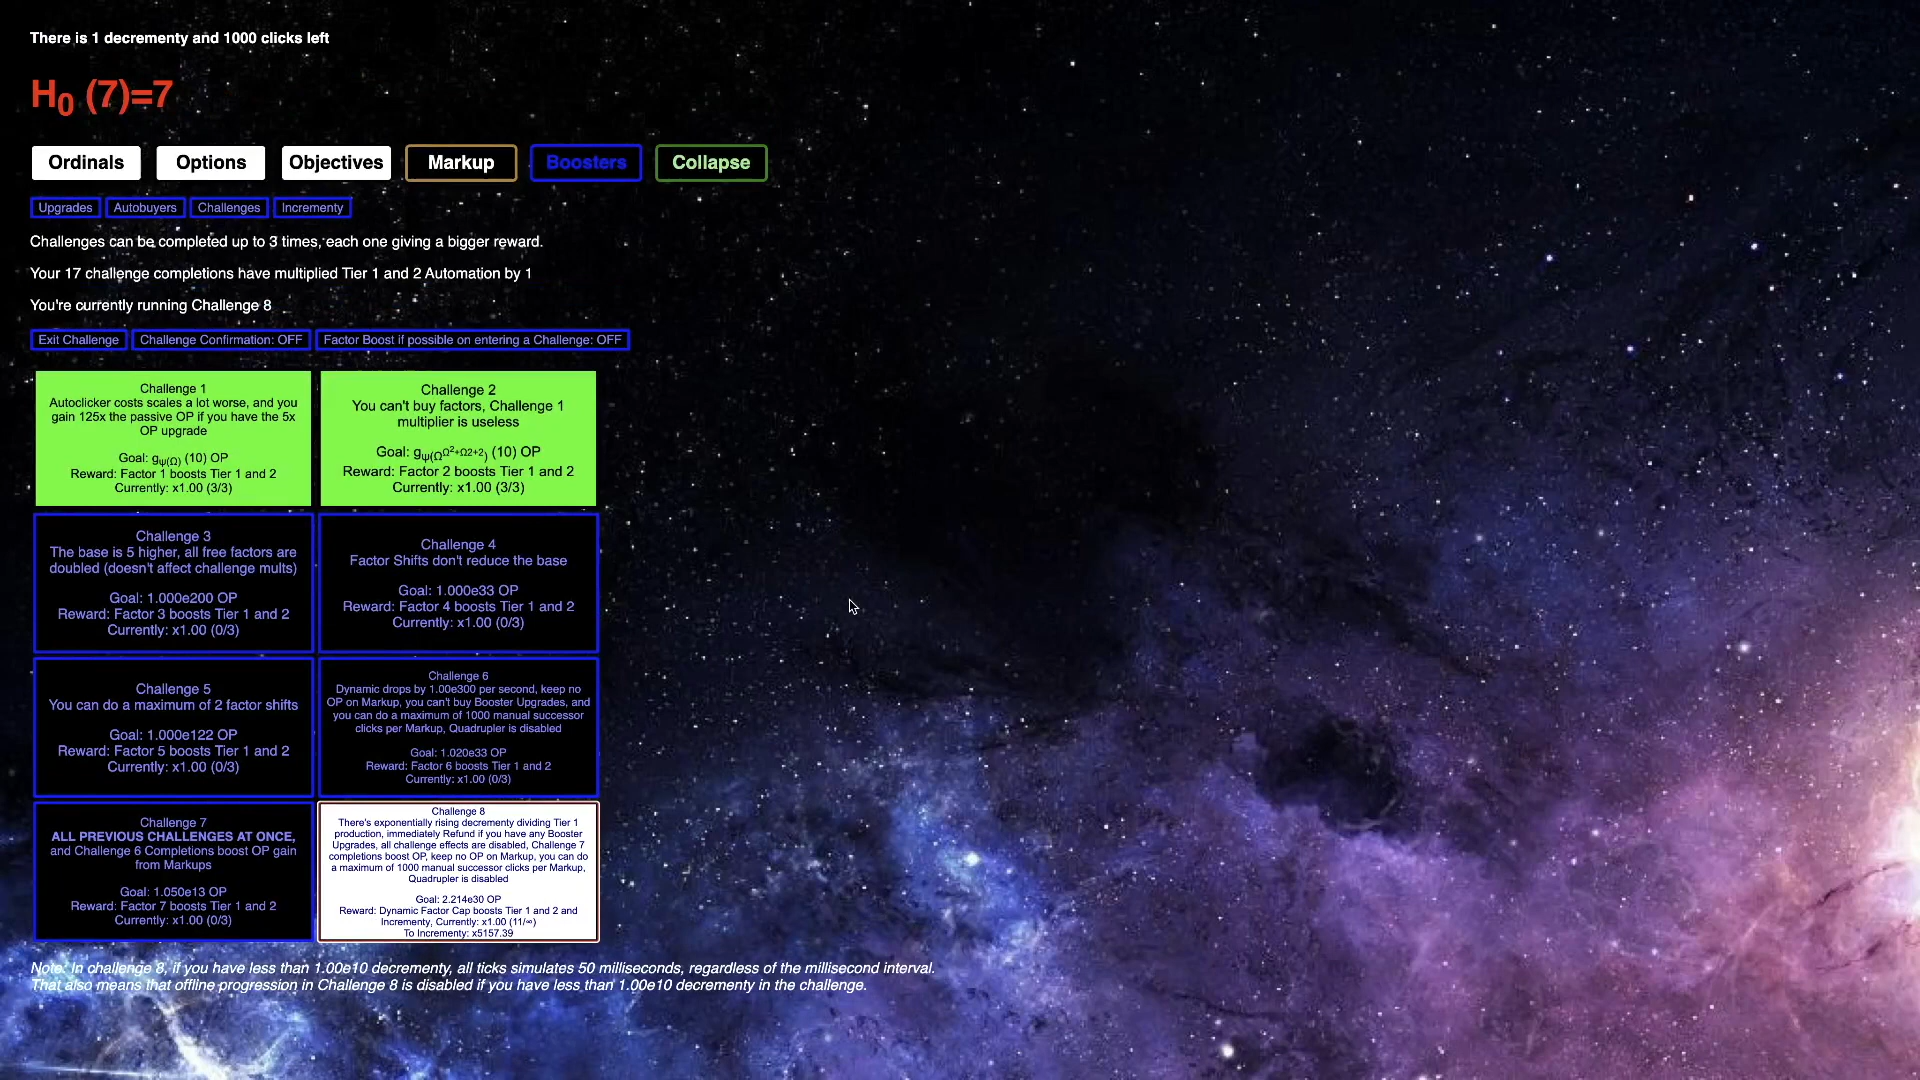 There is 1 decrementy and 1000 clicks left
H₀ (7)=7
Ordinals Options Objectives Markup Boosters Collapse
Upgrades Autobuyers Challenges Incrementy
Challenges can be completed up to 3 times, each one giving a bigger reward.
Your 17 challenge completions have multiplied Tier 1 and 2 Automation by 1
You're currently running Challenge 8
Exit Challenge Challenge Confirmation: OFF Factor Boost if possible on entering a Challenge: OFF
Challenge 1
Autoclicker costs scales a lot worse, and you
gain 125x the passive OP if you have the 5x
OP upgrade
Goal: gψ(Ω) (10) OP
Reward: Factor 1 boosts Tier 1 and 2
Currently: x1.00 (3/3)
Challenge 2
You can't buy factors, Challenge 1
multiplier is useless
Goal: gψ(Ω^Ω²+Ω2+2) (10) OP
Reward: Factor 2 boosts Tier 1 and 2
Currently: x1.00 (3/3)
Challenge 3
The base is 5 higher, all free factors are
doubled (doesn't affect challenge mults)
Goal: 1.000e200 OP
Reward: Factor 3 boosts Tier 1 and 2
Currently: x1.00 (0/3)
Challenge 4
Factor Shifts don't reduce the base
Goal: 1.000e33 OP
Reward: Factor 4 boosts Tier 1 and 2
Currently: x1.00 (0/3)
Challenge 5
You can do a maximum of 2 factor shifts
Goal: 1.000e122 OP
Reward: Factor 5 boosts Tier 1 and 2
Currently: x1.00 (0/3)
Challenge 6
Dynamic drops by 1.00e300 per second, keep no
OP on Markup, you can't buy Booster Upgrades, and
you can do a maximum of 1000 manual successor
clicks per Markup, Quadrupler is disabled
Goal: 1.020e33 OP
Reward: Factor 6 boosts Tier 1 and 2
Currently: x1.00 (0/3)
Challenge 7
ALL PREVIOUS CHALLENGES AT ONCE,
and Challenge 6 Completions boost OP gain
from Markups
Goal: 1.050e13 OP
Reward: Factor 7 boosts Tier 1 and 2
Currently: x1.00 (0/3)
Challenge 8
There's exponentially rising decrementy dividing Tier 1
production, immediately Refund if you have any Booster
Upgrades, all challenge effects are disabled, Challenge 7
completions boost OP, keep no OP on Markup, you can do
a maximum of 1000 manual successor clicks per Markup,
Quadrupler is disabled
Goal: 2.214e30 OP
Reward: Dynamic Factor Cap boosts Tier 1 and 2 and
Incrementy, Currently: x1.00 (11/∞)
To Incrementy: x5157.39
Note: In challenge 8, if you have less than 1.00e10 decrementy, all ticks simulates 50 milliseconds, regardless of the millisecond interval.
That also means that offline progression in Challenge 8 is disabled if you have less than 1.00e10 decrementy in the challenge.